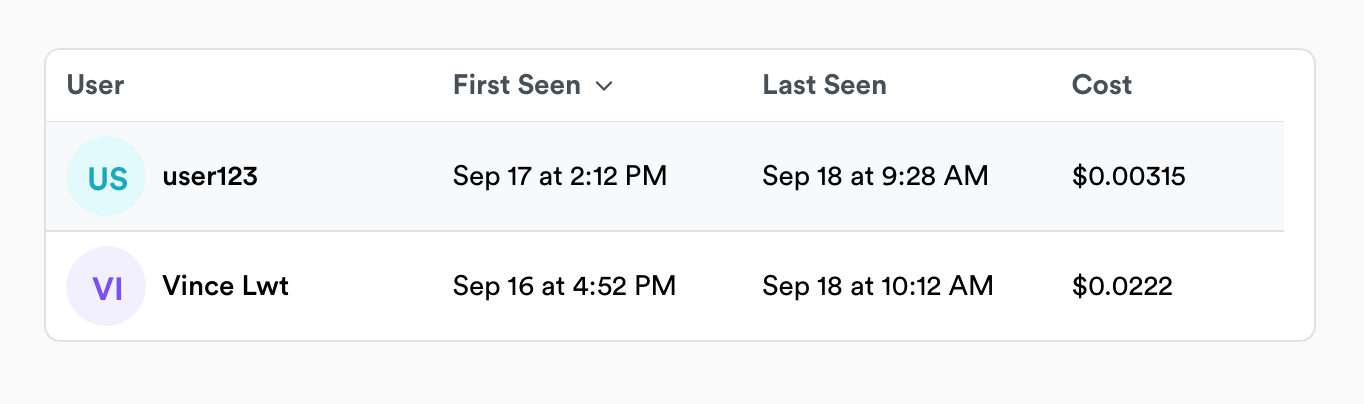 User First Seen Last Seen Cost
US user123 Sep 17 at 2:12 PM Sep 18 at 9:28 AM $0.00315
VI Vince Lwt Sep 16 at 4:52 PM Sep 18 at 10:12 AM $0.0222